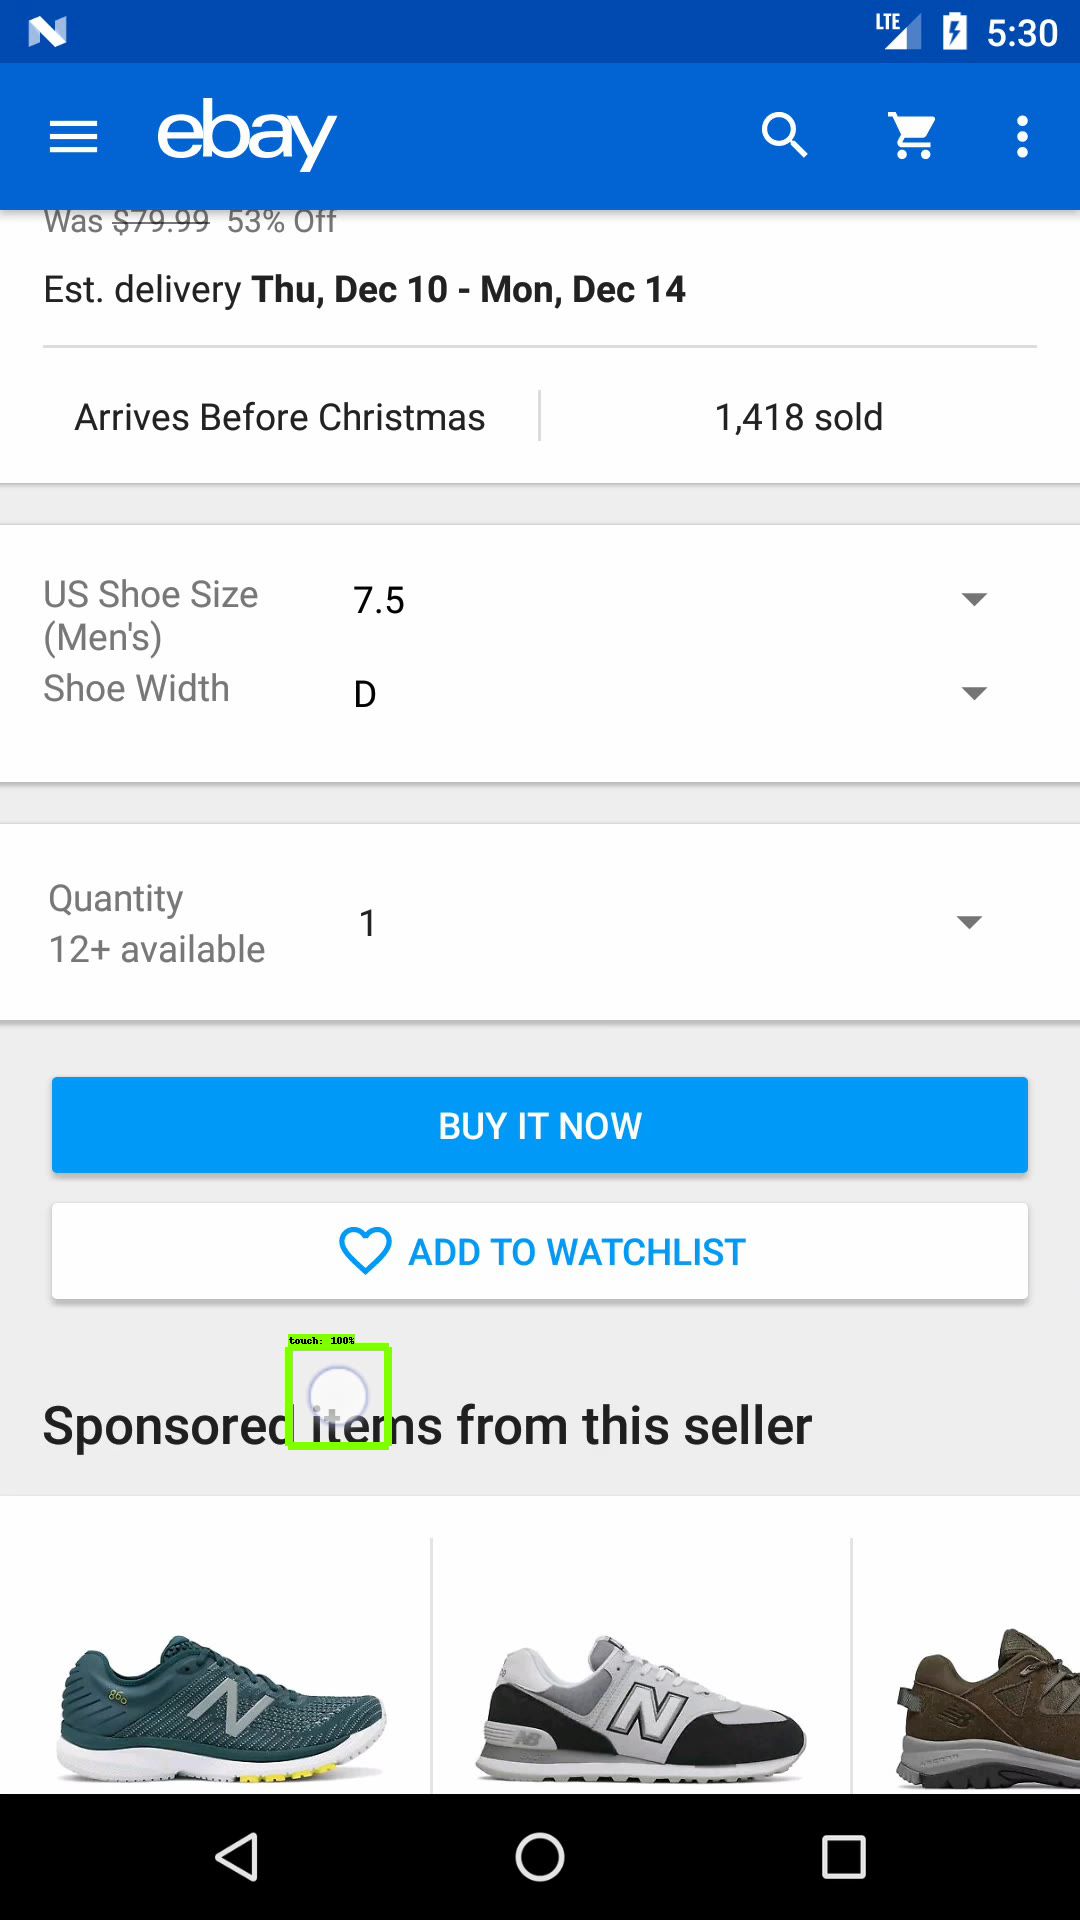 LTE 5:30
ebay
Was $79.99 53% Off
Est. delivery Thu, Dec 10 - Mon, Dec 14
Arrives Before Christmas
1,418 sold
US Shoe Size
(Men's)
7.5
Shoe Width
D
Quantity
12+ available
1
BUY IT NOW
ADD TO WATCHLIST
touch: 100%
Sponsored items from this seller
860
N
N
NB